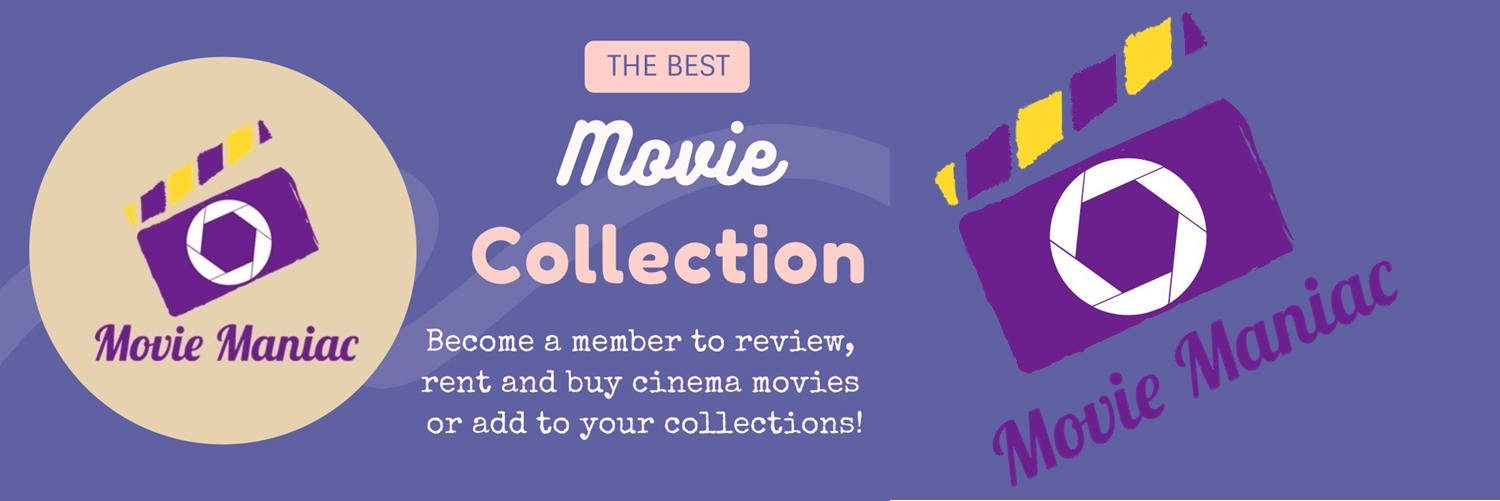 Movie Maniac
THE BEST
Movie
Collection
Become a member to review,
rent and buy cinema movies
or add to your collections!
Movie Maniac